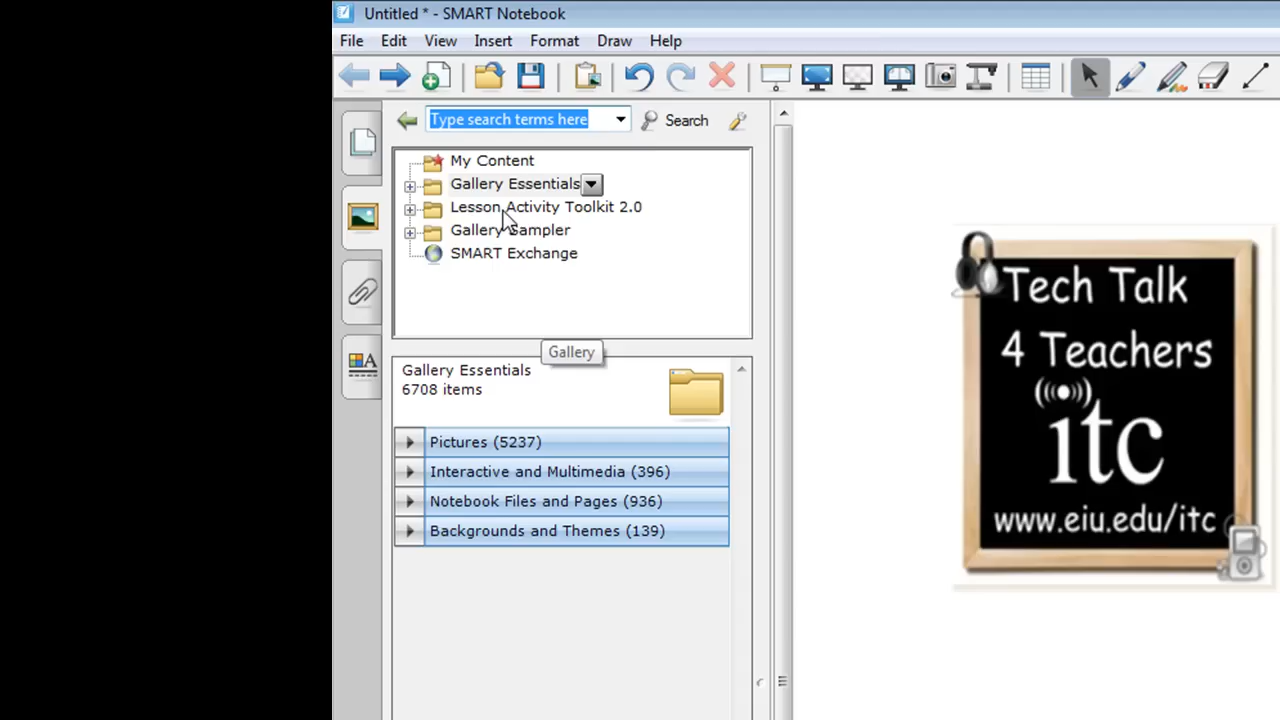 Untitled * - SMART Notebook
File Edit View Insert Format Draw Help
Type search terms here Search
My Content
Gallery Essentials
Lesson Activity Toolkit 2.0
Gallery Sampler
SMART Exchange
Gallery
Gallery Essentials
6708 items
Pictures (5237)
Interactive and Multimedia (396)
Notebook Files and Pages (936)
Backgrounds and Themes (139)
Tech Talk
4 Teachers
itc
www.eiu.edu/itc